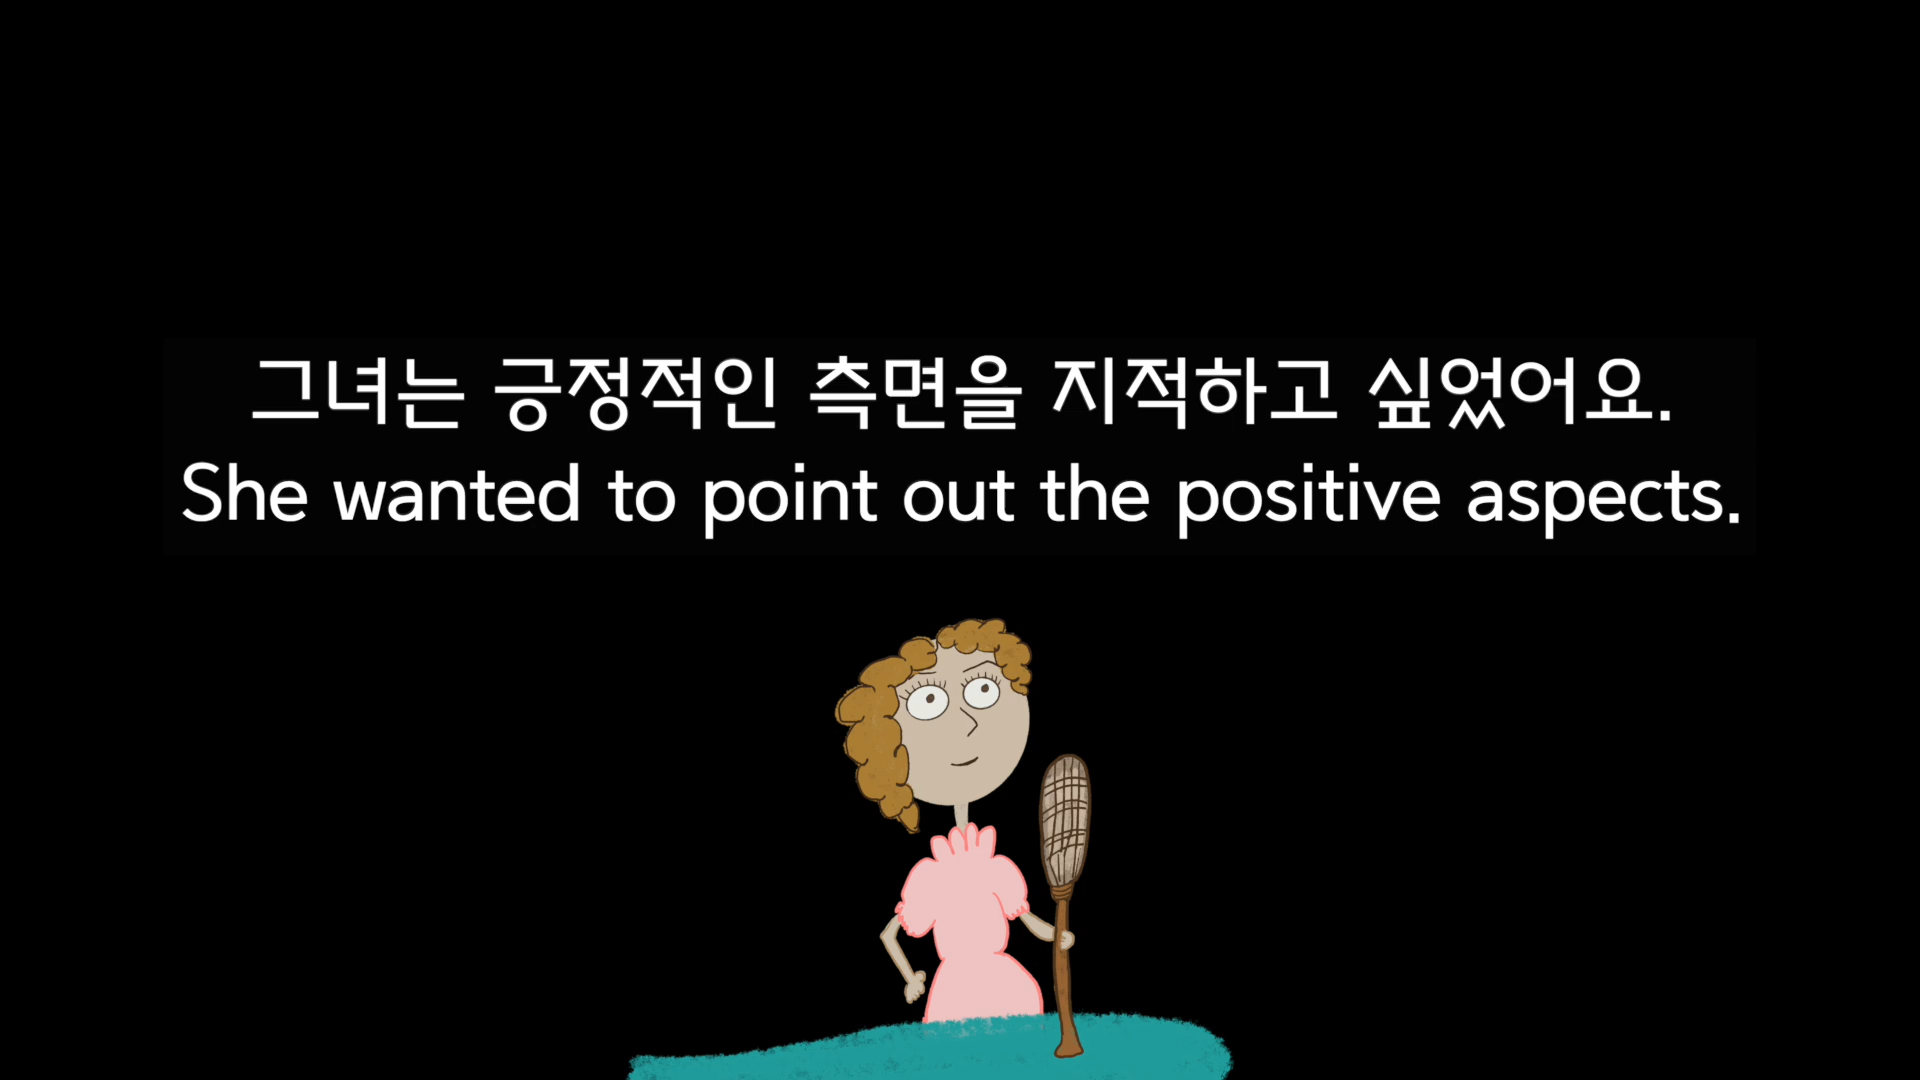 그녀는 긍정적인 측면을 지적하고 싶었어요.
She wanted to point out the positive aspects.